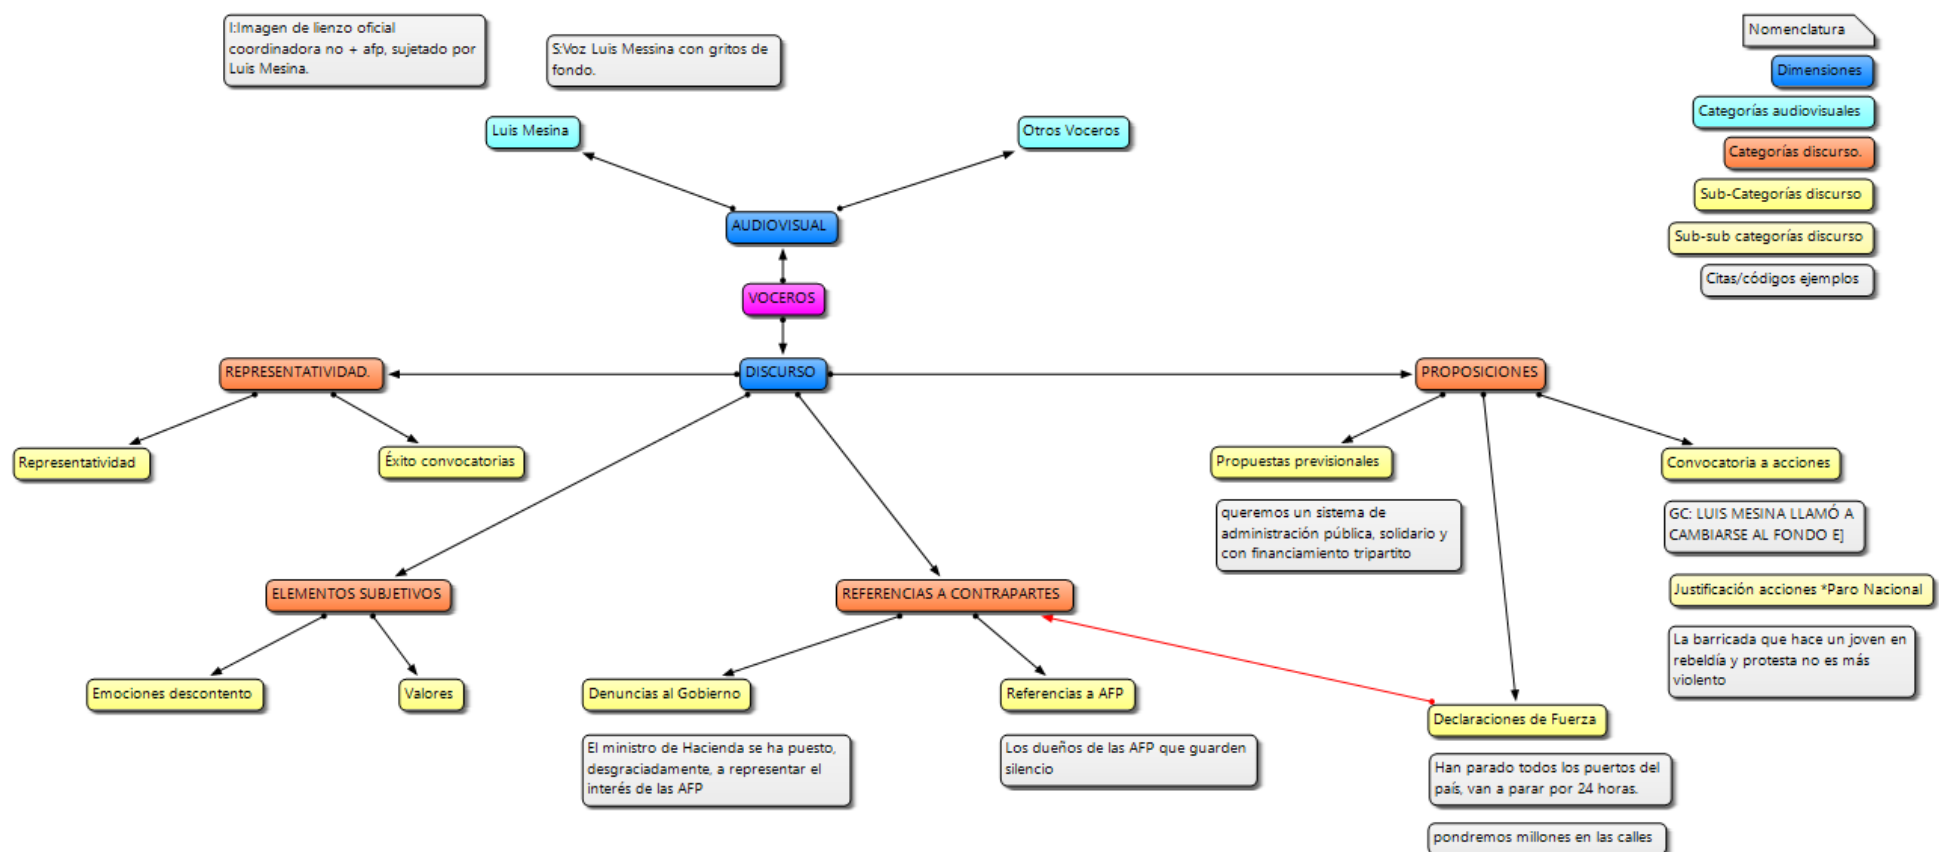 I:Imagen de lienzo oficial
coordinadora no + afp, sujetado por
Luis Mesina.
S:Voz Luis Messina con gritos de
fondo.
Nomenclatura
Dimensiones
Categorías audiovisuales
Categorías discurso.
Sub-Categorías discurso
Sub-sub categorías discurso
Citas/códigos ejemplos
Luis Mesina
Otros Voceros
AUDIOVISUAL
VOCEROS
REPRESENTATIVIDAD.
DISCURSO
PROPOSICIONES
Representatividad
Éxito convocatorias
Propuestas previsionales
Convocatoria a acciones
queremos un sistema de
administración pública, solidario y
con financiamiento tripartito
GC: LUIS MESINA LLAMÓ A
CAMBIARSE AL FONDO E]
Justificación acciones *Paro Nacional
La barricada que hace un joven en
rebeldía y protesta no es más
violento
ELEMENTOS SUBJETIVOS
REFERENCIAS A CONTRAPARTES
Emociones descontento
Valores
Denuncias al Gobierno
Referencias a AFP
Declaraciones de Fuerza
El ministro de Hacienda se ha puesto,
desgraciadamente, a representar el
interés de las AFP
Los dueños de las AFP que guarden
silencio
Han parado todos los puertos del
país, van a parar por 24 horas.
pondremos millones en las calles